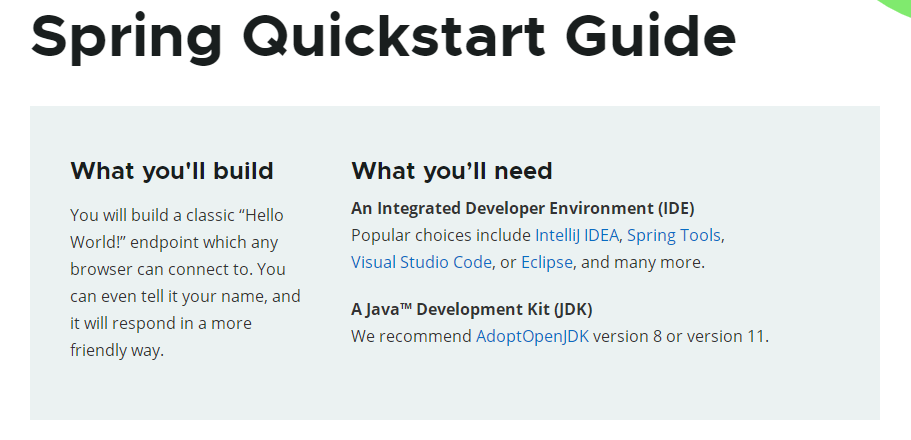 Spring Quickstart Guide
What you'll build
You will build a classic “Hello
World!” endpoint which any
browser can connect to. You
can even tell it your name, and
it will respond in a more
friendly way.
What you’ll need
An Integrated Developer Environment (IDE)
Popular choices include IntelliJ IDEA, Spring Tools,
Visual Studio Code, or Eclipse, and many more.
A Java™ Development Kit (JDK)
We recommend AdoptOpenJDK version 8 or version 11.